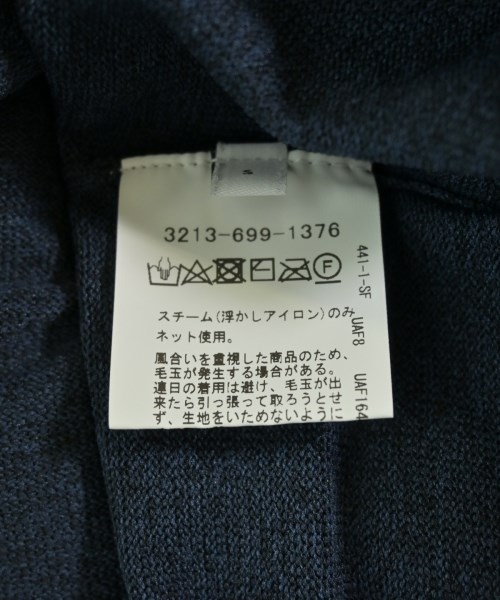 3213-699-1376
スチーム(浮かしアイロン)のみ
ネット使用。
風合いを重視した商品のため、
毛玉が発生する場合がある。
連日の着用は避け、毛玉が出
来たら引っ張って取ろうとせ
ず、生地をいためないように
441-1-SF
UAF8
UAF164